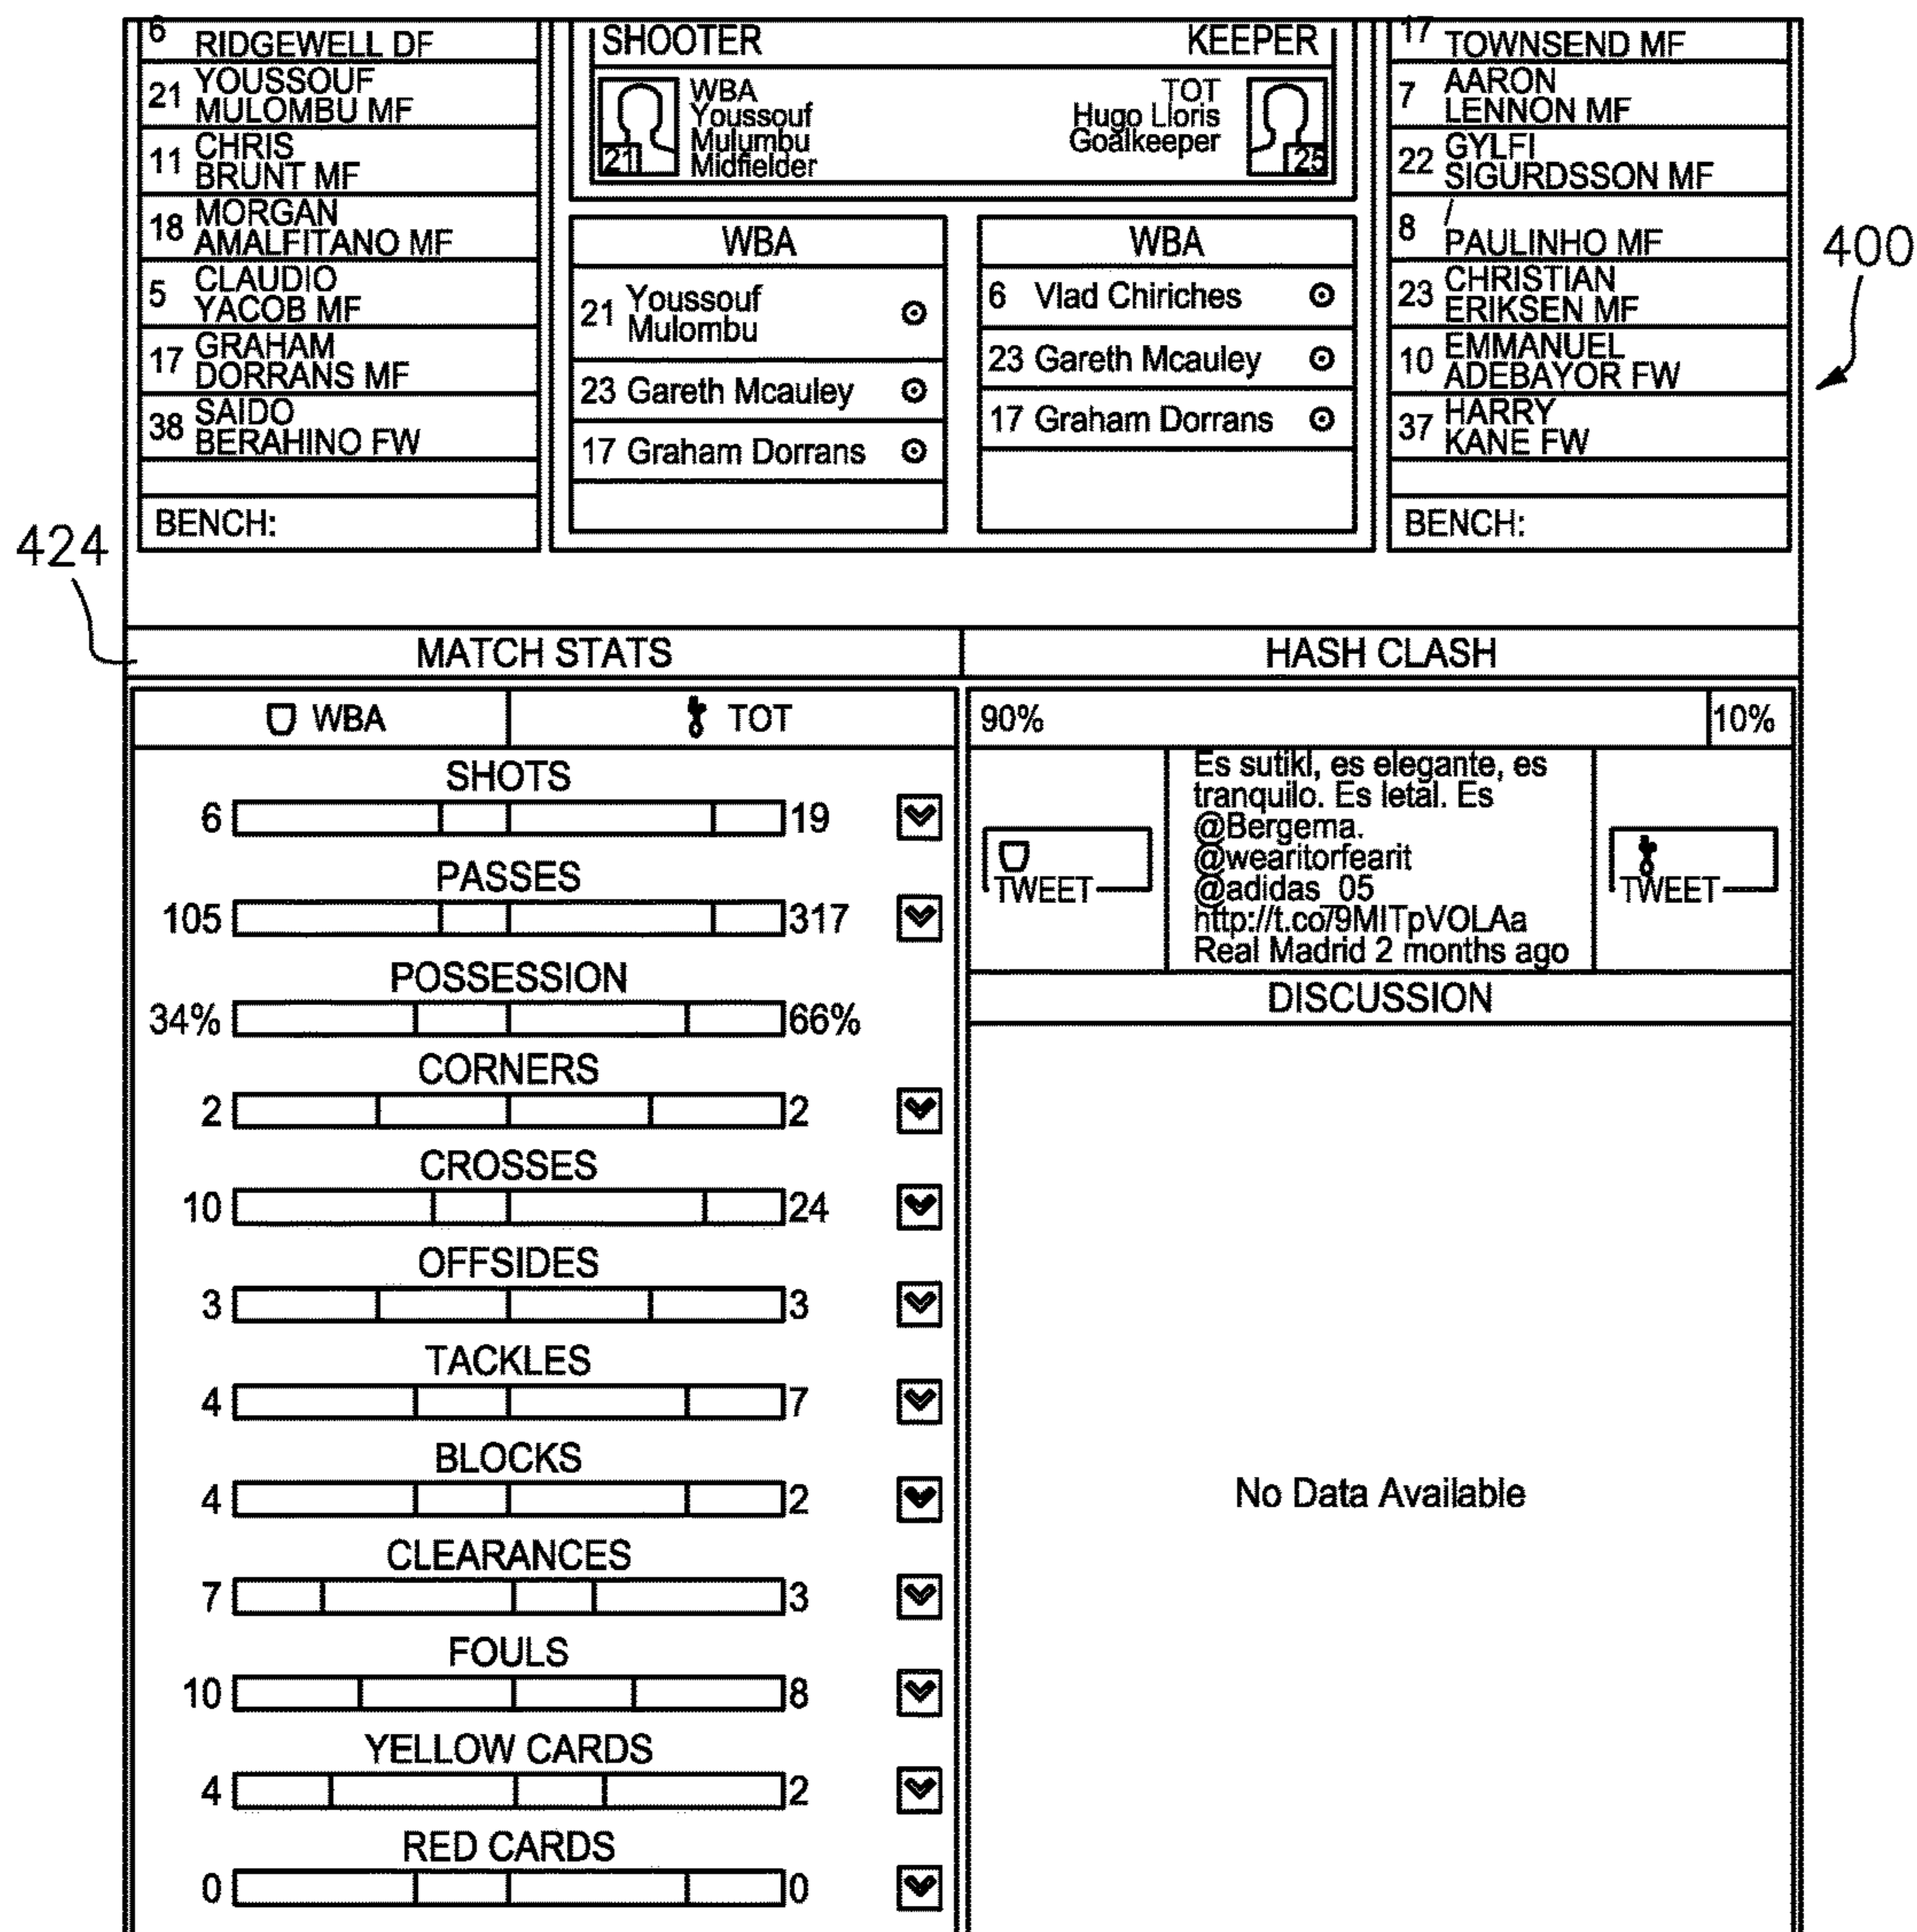 6
RIDGEWELL DF
21 YOUSSOUF
MULOMBU MF
11 CHRIS
BRUNT MF
18 MORGAN
AMALFITANO MF
5 CLAUDIO
YACOB MF
17 GRAHAM
DORRANS MF
38 SAIDO
BERAHINO FW
BENCH:
SHOOTER KEEPER
WBA
Youssouf
Mulumbu
Midfielder
21
TOT
Hugo Lloris
Goalkeeper
25
WBA
21 Youssouf
Mulombu
23 Gareth Mcauley
17 Graham Dorrans
WBA
6 Vlad Chiriches
23 Gareth Mcauley
17 Graham Dorrans
17
TOWNSEND MF
7 AARON
LENNON MF
22 GYLFI
SIGURDSSON MF
8 /
PAULINHO MF
23 CHRISTIAN
ERIKSEN MF
10 EMMANUEL
ADEBAYOR FW
37 HARRY
KANE FW
BENCH:
400
424
MATCH STATS
WBA TOT
SHOTS
6 19
PASSES
105 317
POSSESSION
34% 66%
CORNERS
2 2
CROSSES
10 24
OFFSIDES
3 3
TACKLES
4 7
BLOCKS
4 2
CLEARANCES
7 3
FOULS
10 8
YELLOW CARDS
4 2
RED CARDS
0 0
HASH CLASH
90% 10%
TWEET
Es sutikl, es elegante, es
tranquilo. Es letal. Es
@Bergema.
@wearitorfearit
@adidas_05
http://t.co/9MITpVOLAa
Real Madrid 2 months ago
TWEET
DISCUSSION
No Data Available